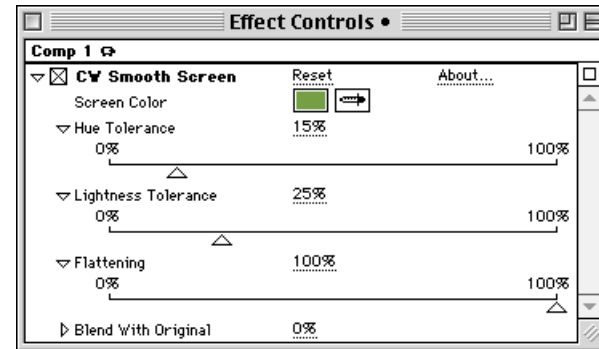 Effect Controls •
Comp 1
CW Smooth Screen Reset About...
Screen Color
Hue Tolerance 15%
0% 100%
Lightness Tolerance 25%
0% 100%
Flattening 100%
0% 100%
Blend With Original 0%